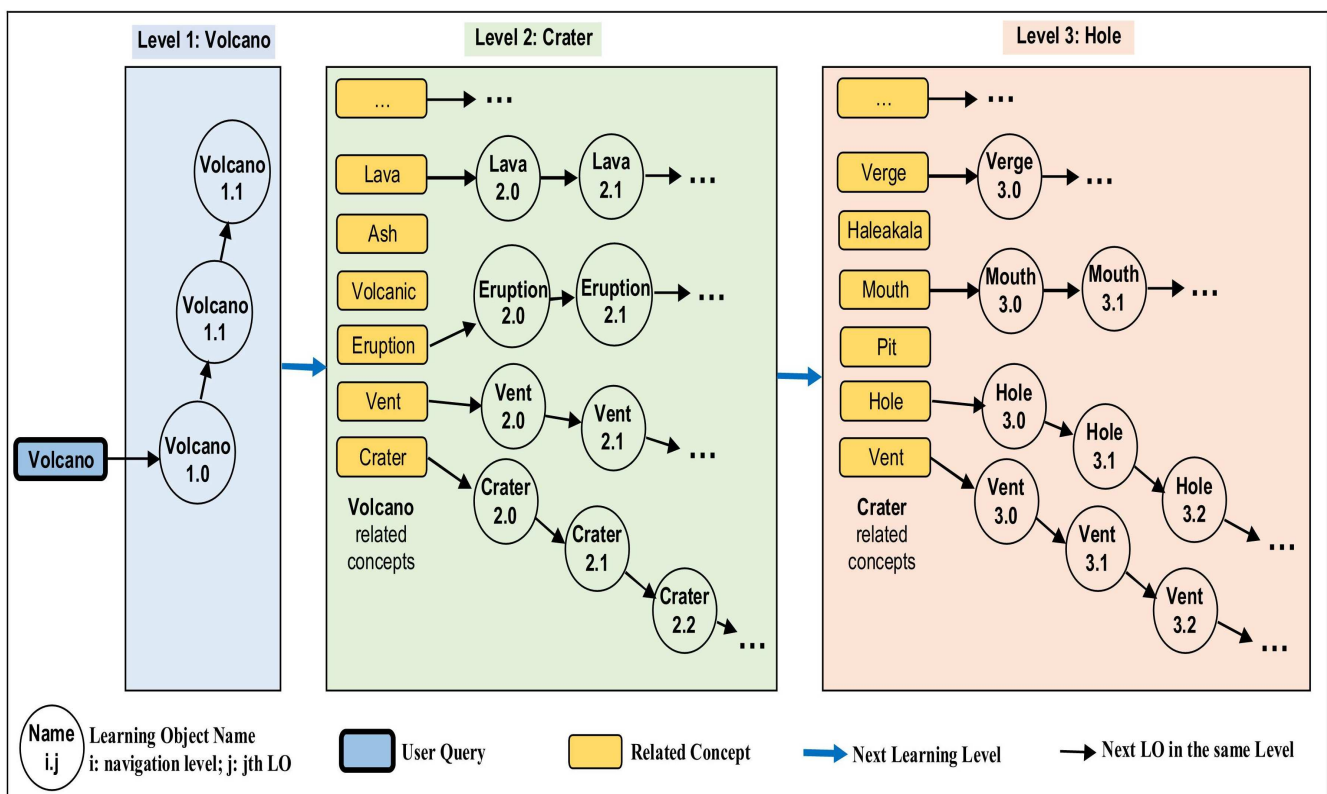 Level 1: Volcano
Volcano
1.1
Volcano
1.1
Volcano
1.0
Volcano
Level 2: Crater
...
...
Lava
Lava
2.0
Lava
2.1
...
Ash
Volcanic
Eruption
Eruption
2.0
Eruption
2.1
...
Vent
Vent
2.0
Vent
2.1
...
Crater
Crater
2.0
Crater
2.1
Crater
2.2
...
Volcano
related
concepts
Level 3: Hole
...
...
Verge
Verge
3.0
...
Haleakala
Mouth
Mouth
3.0
Mouth
3.1
...
Pit
Hole
Hole
3.0
Hole
3.1
Hole
3.2
...
Vent
Vent
3.0
Vent
3.1
Vent
3.2
...
Crater
related
concepts
Name
i.j
Learning Object Name
i: navigation level; j: jth LO
User Query
Related Concept
Next Learning Level
Next LO in the same Level